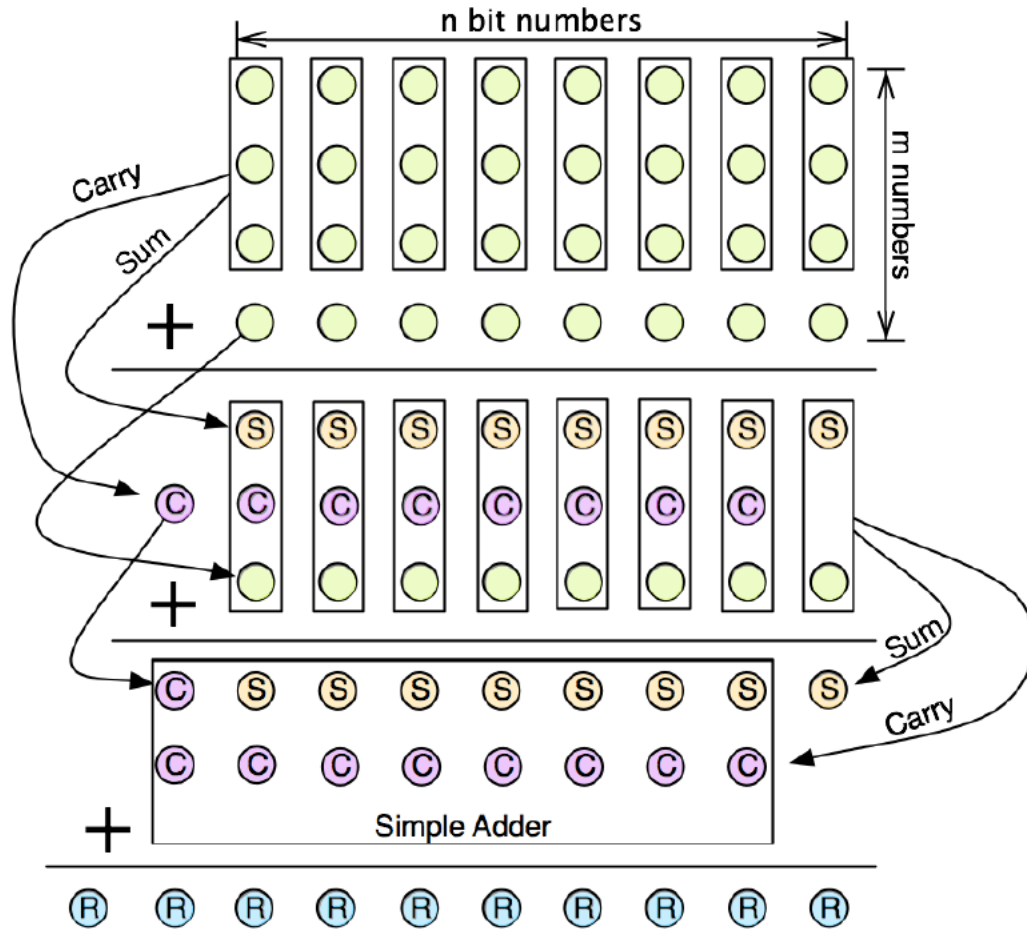 n bit numbers
m numbers
Carry
Sum
+
S S S S S S S S
C C C C C C C C
+
Sum
C S S S S S S S S
Carry
C C C C C C C C
Simple Adder
+
R R R R R R R R R R